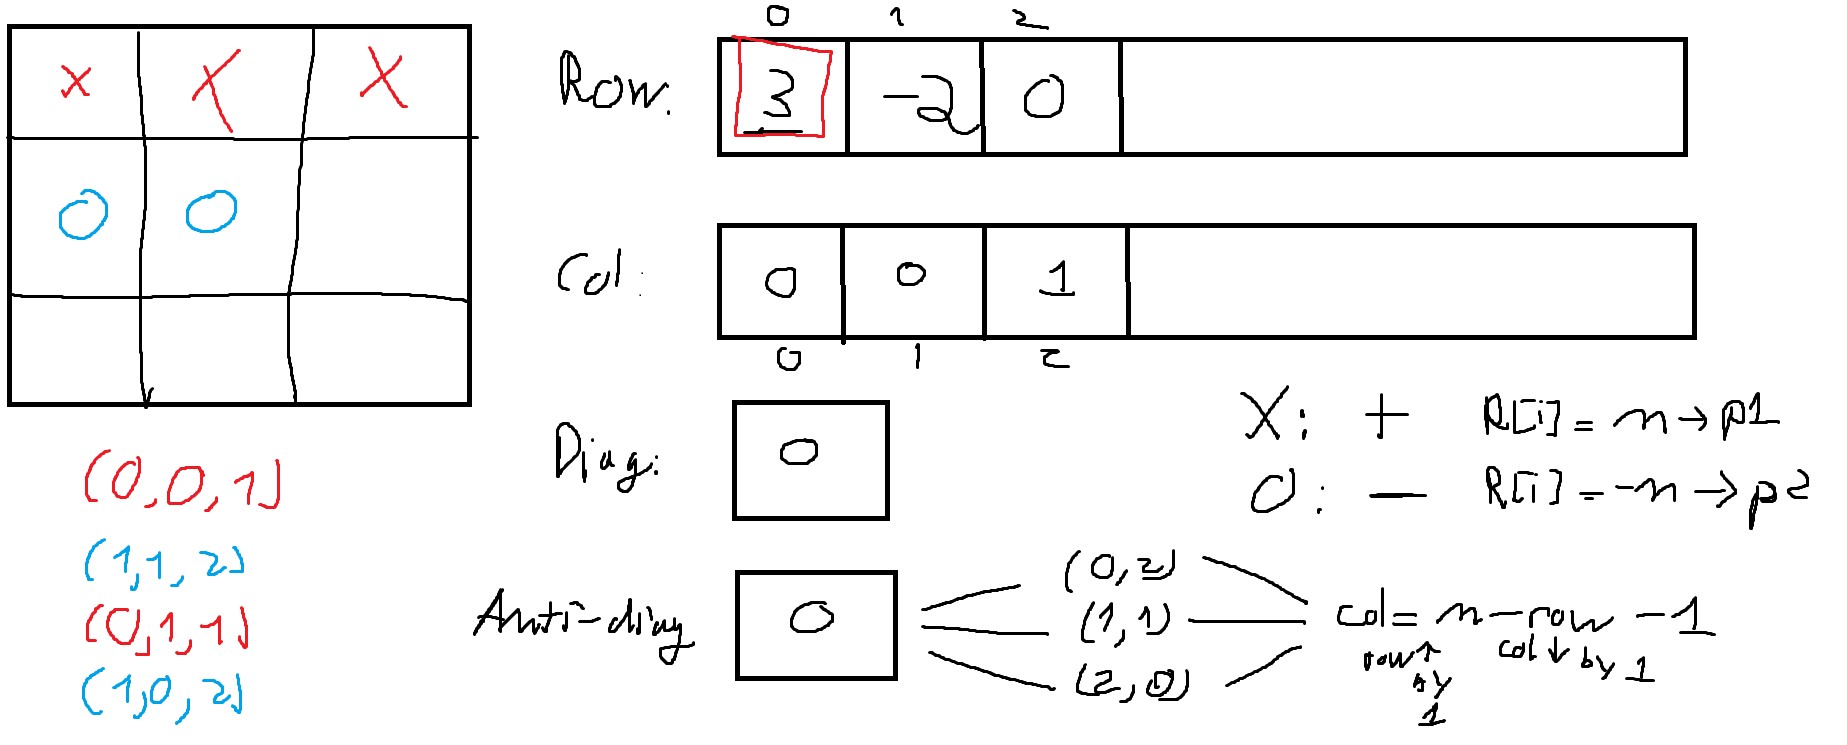 X X X
O O
(0,0,1)
(1,1,2)
(0,1,1)
(1,0,2)
0 1 2
Row: 3 -2 0
Col: 0 0 1
0 1 2
Diag: 0
Anti-diag 0
(0,2)
(1,1)
(2,0)
X: + R[i] = n → p1
O: − R[i] = -n → p2
col = n - row - 1
row ↑ by 1
col ↓ by 1